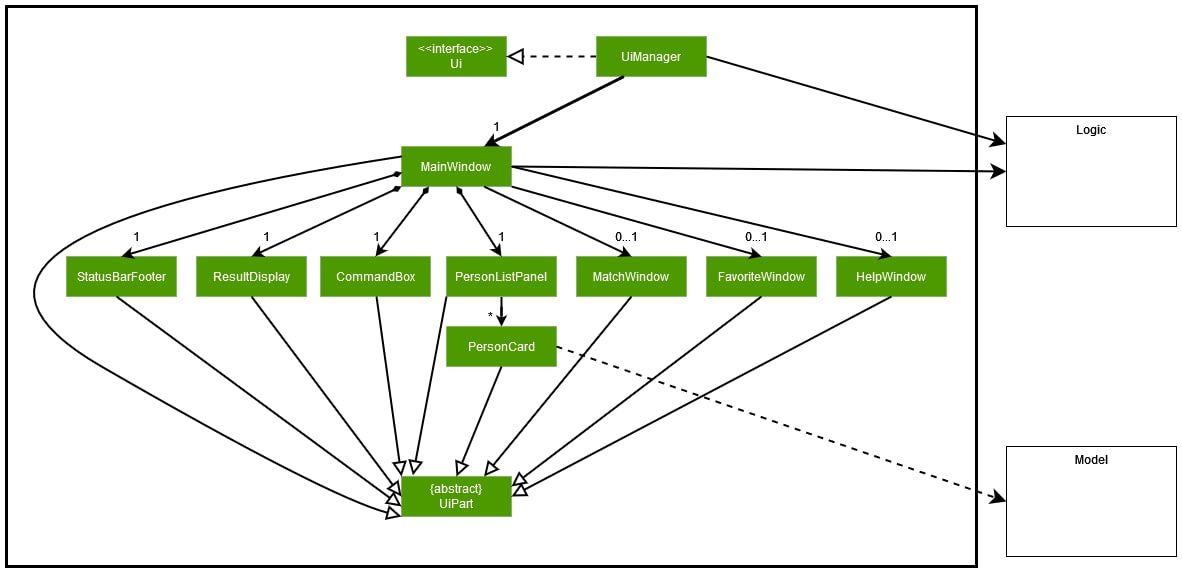 <<interface>>
Ui
UiManager
Logic
1
MainWindow
1
1
1
1
0...1
0...1
0...1
StatusBarFooter
ResultDisplay
CommandBox
PersonListPanel
MatchWindow
FavoriteWindow
HelpWindow
*
PersonCard
Model
{abstract}
UiPart